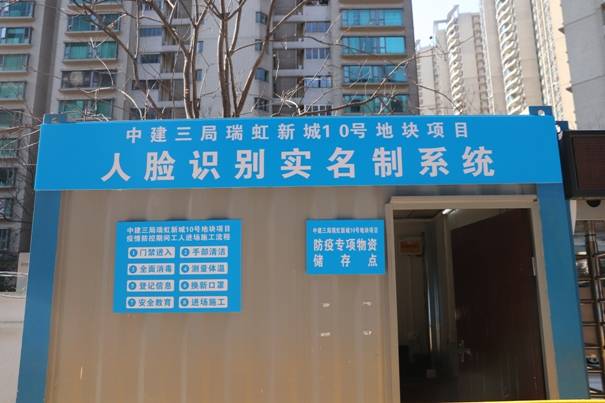 中建三局瑞虹新城10号地块项目
人脸识别实名制系统
中建三局瑞虹新城10号地块项目
疫情防控期间工人进场施工流程
1 门禁进入 2 手部清洁
3 全面消毒 4 测量体温
5 登记信息 6 换新口罩
7 安全教育 8 进场施工
中建三局瑞虹新城10号地块项目
防疫专项物资
储存点